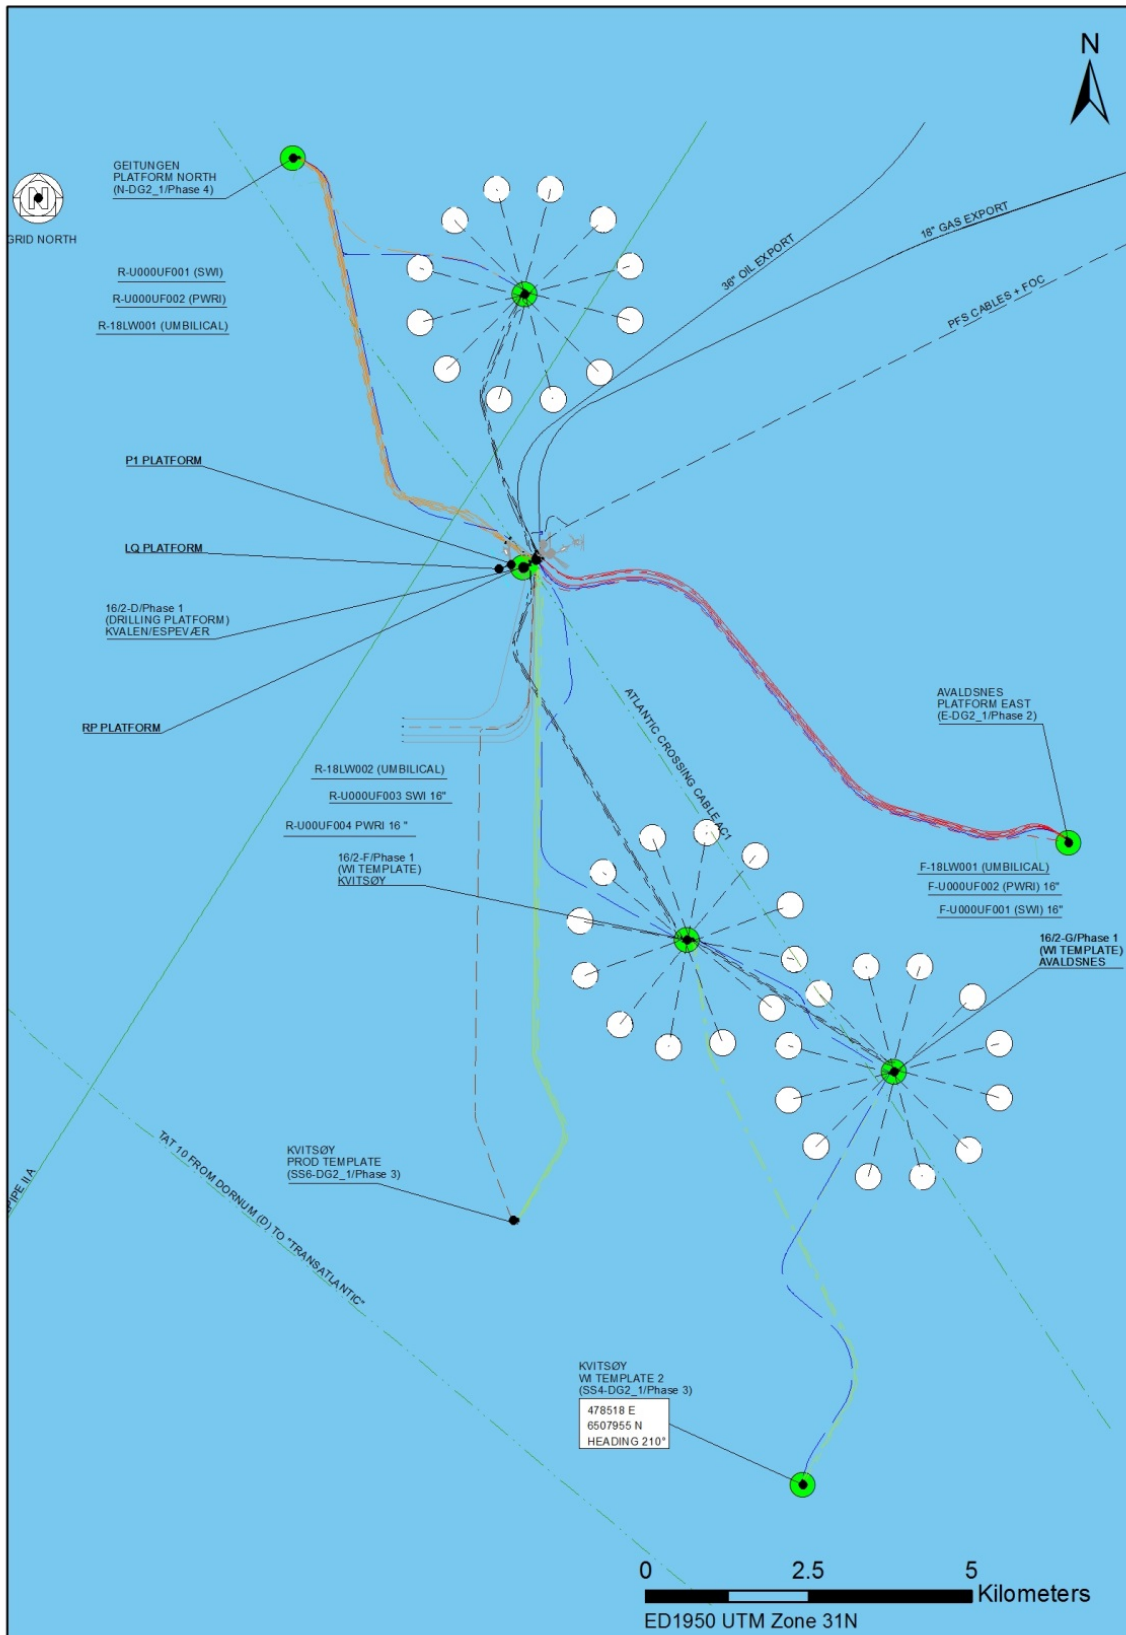 N
GEITUNGEN
PLATFORM NORTH
(N-DG2_1/Phase 4)
N
GRID NORTH
R-U000UF001 (SWI)
R-U000UF002 (PWRI)
R-18LW001 (UMBILICAL)
36" OIL EXPORT
18" GAS EXPORT
PFS CABLES + FOC
P1 PLATFORM
LQ PLATFORM
16/2-D/Phase 1
(DRILLING PLATFORM)
KVALEN/ESPEVÆR
RP PLATFORM
ATLANTIC CROSSING CABLE AC1
AVALDSNES
PLATFORM EAST
(E-DG2_1/Phase 2)
R-18LW002 (UMBILICAL)
R-U000UF003 SWI 16"
R-U00UF004 PWRI 16 "
16/2-F/Phase 1
(WI TEMPLATE)
KVITSØY
F-18LW001 (UMBILICAL)
F-U000UF002 (PWRI) 16"
F-U000UF001 (SWI) 16"
16/2-G/Phase 1
(WI TEMPLATE)
AVALDSNES
KVITSØY
PROD TEMPLATE
(SS6-DG2_1/Phase 3)
PIPE IIA
TAT 10 FROM DORNUM (D) TO "TRANSATLANTIC"
KVITSØY
WI TEMPLATE 2
(SS4-DG2_1/Phase 3)
478518 E
6507955 N
HEADING 210°
0 2.5 5
Kilometers
ED1950 UTM Zone 31N